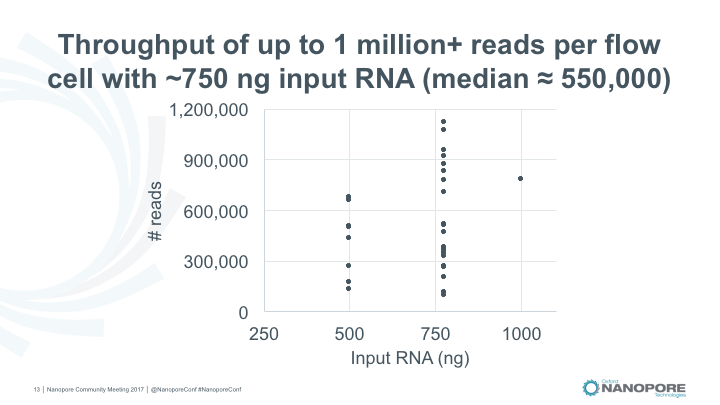 Throughput of up to 1 million+ reads per flow
cell with ~750 ng input RNA (median ≈ 550,000)
1,200,000
900,000
600,000
300,000
0
# reads
250 500 750 1000
Input RNA (ng)
13 | Nanopore Community Meeting 2017 | @NanoporeConf #NanoporeConf
Oxford
NANOPORE
Technologies